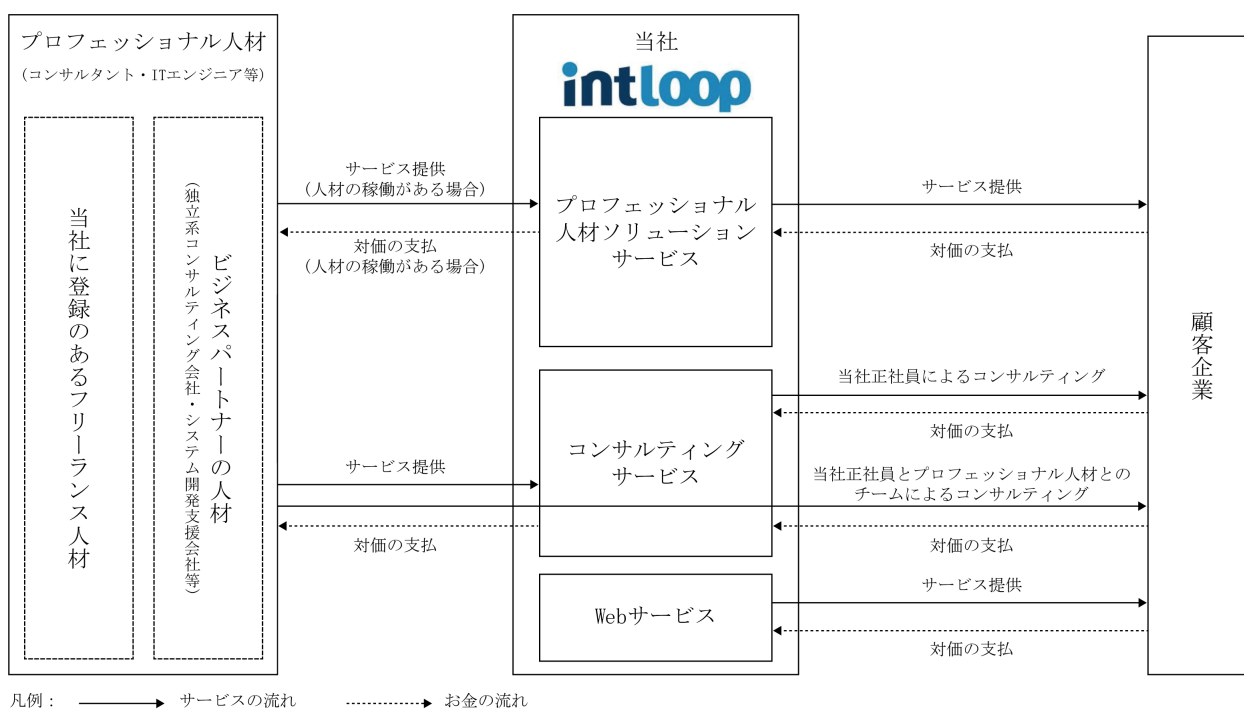 プロフェッショナル人材
(コンサルタント・ITエンジニア等)
当社に登録のあるフリーランス人材
ビジネスパートナーの人材
(独立系コンサルティング会社・システム開発支援会社等)
サービス提供
(人材の稼働がある場合)
対価の支払
(人材の稼働がある場合)
サービス提供
対価の支払
当社
intloop
プロフェッショナル
人材ソリューション
サービス
コンサルティング
サービス
Webサービス
サービス提供
対価の支払
当社正社員によるコンサルティング
対価の支払
当社正社員とプロフェッショナル人材との
チームによるコンサルティング
対価の支払
サービス提供
対価の支払
顧客企業
凡例:
サービスの流れ
お金の流れ